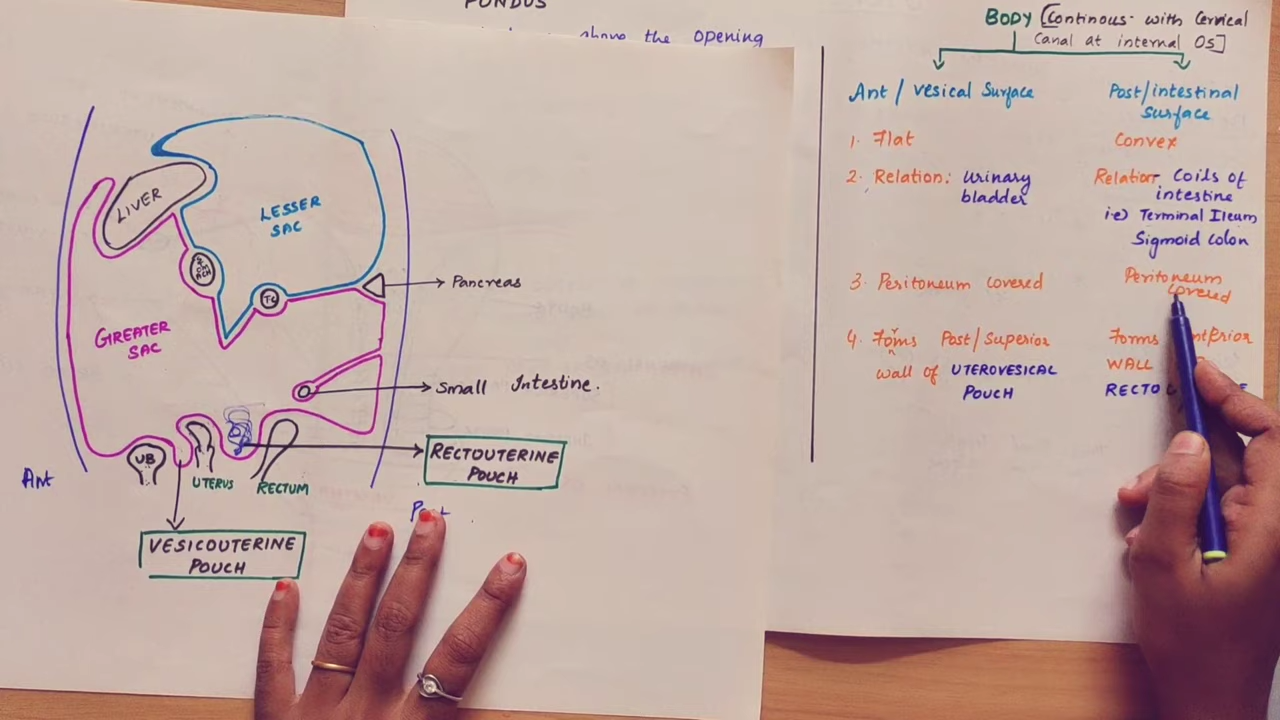 FUNDUS
above the opening
BODY [Continous with Cervical
Canal at internal Os]
Ant / Vesical Surface
1. Flat
2. Relation: Urinary
bladder
3. Peritoneum Covered
4. Foms Post/Superior
r
wall of UTEROVESICAL
POUCH
Post/intestinal
Surface
Convex
Relation- Coils of
intestine
i.e) Terminal Ileum
Sigmoid Colon
Peritoneum
Covered
Forms
WALL
LIVER
LESSER
SAC
TC
Pancreas
GREATER
SAC
Small Intestine.
UB
UTERUS
RECTUM
Ant
RECTOUTERINE
POUCH
VESICOUTERINE
POUCH